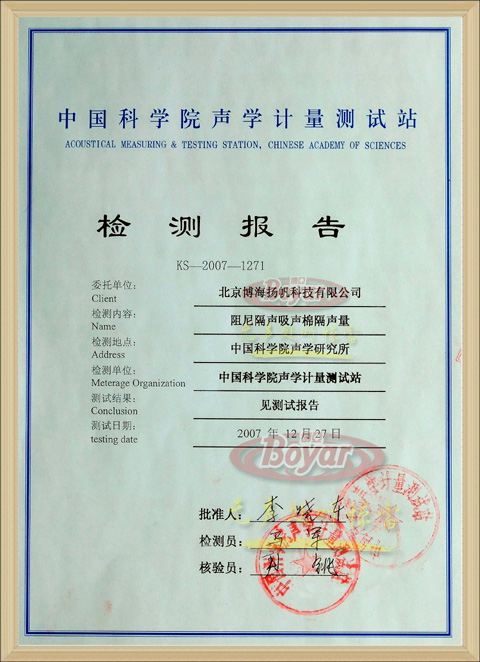 中国科学院声学计量测试站
ACOUSTICAL MEASURING & TESTING STATION, CHINESE ACADEMY OF SCIENCES
检测报告
KS—2007—1271
委托单位: 北京博海扬帆科技有限公司
Client
检测内容: 阻尼隔声吸声棉隔声量
Name
检测地点: 中国科学院声学研究所
Address
检测单位: 中国科学院声学计量测试站
Meterage Organization
测试结果: 见测试报告
Conclusion
测试日期: 2007 年 12 月 27 日
testing date
Boyar
Boyar
批准人: 李晓东
检测员:
核验员: